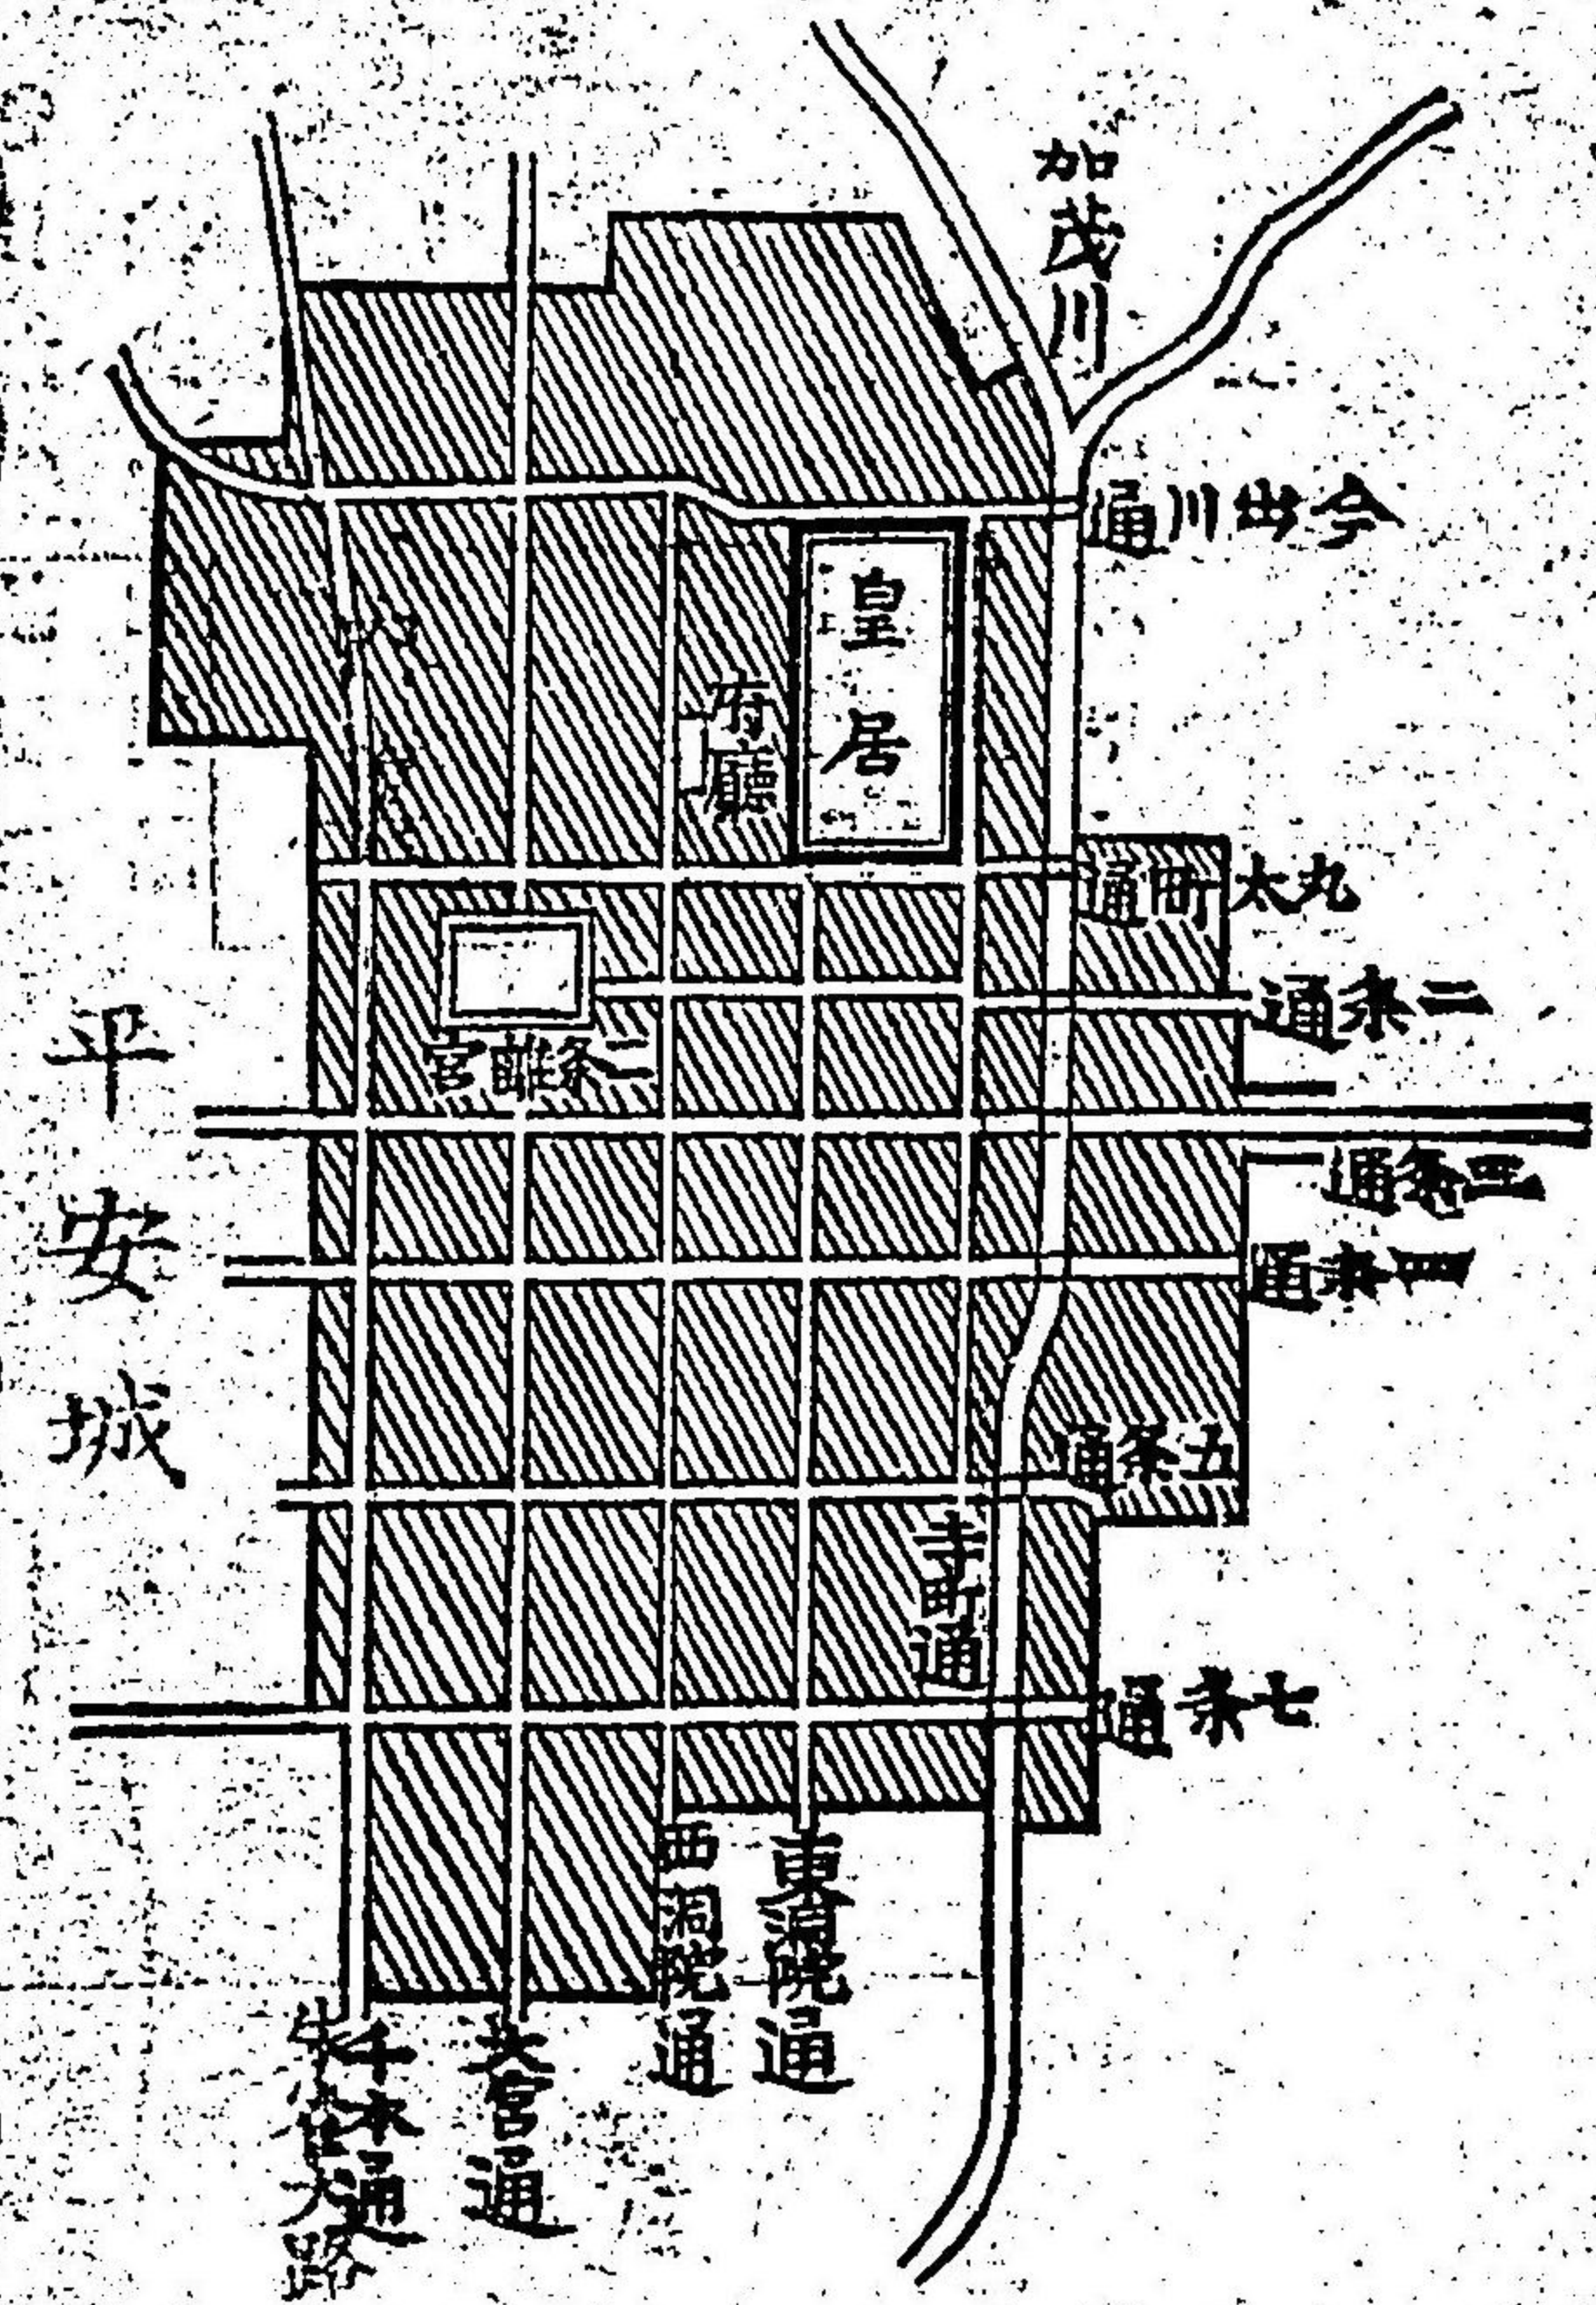 加茂川
今出川通
皇居
府廳
丸太町通
二条通
二条離宮
三条通
四条通
五条通
寺町通
七条通
東洞院通
西洞院通
大宮通
千本通
朱雀大路
平安城